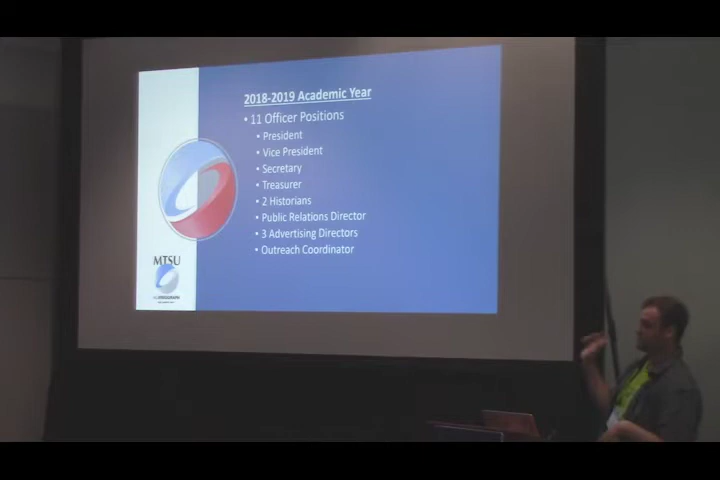 2018-2019 Academic Year
• 11 Officer Positions
• President
• Vice President
• Secretary
• Treasurer
• 2 Historians
• Public Relations Director
• 3 Advertising Directors
• Outreach Coordinator
MTSU